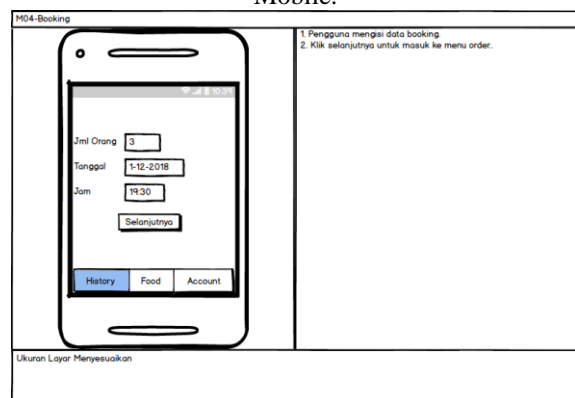 Mobile.
M04-Booking
1. Pengguna mengisi data booking.
2. Klik selanjutnya untuk masuk ke menu order.
10:39
Jml Orang 3
Tanggal 1-12-2018
Jam 19:30
Selanjutnya
History Food Account
Ukuran Layar Menyesuaikan